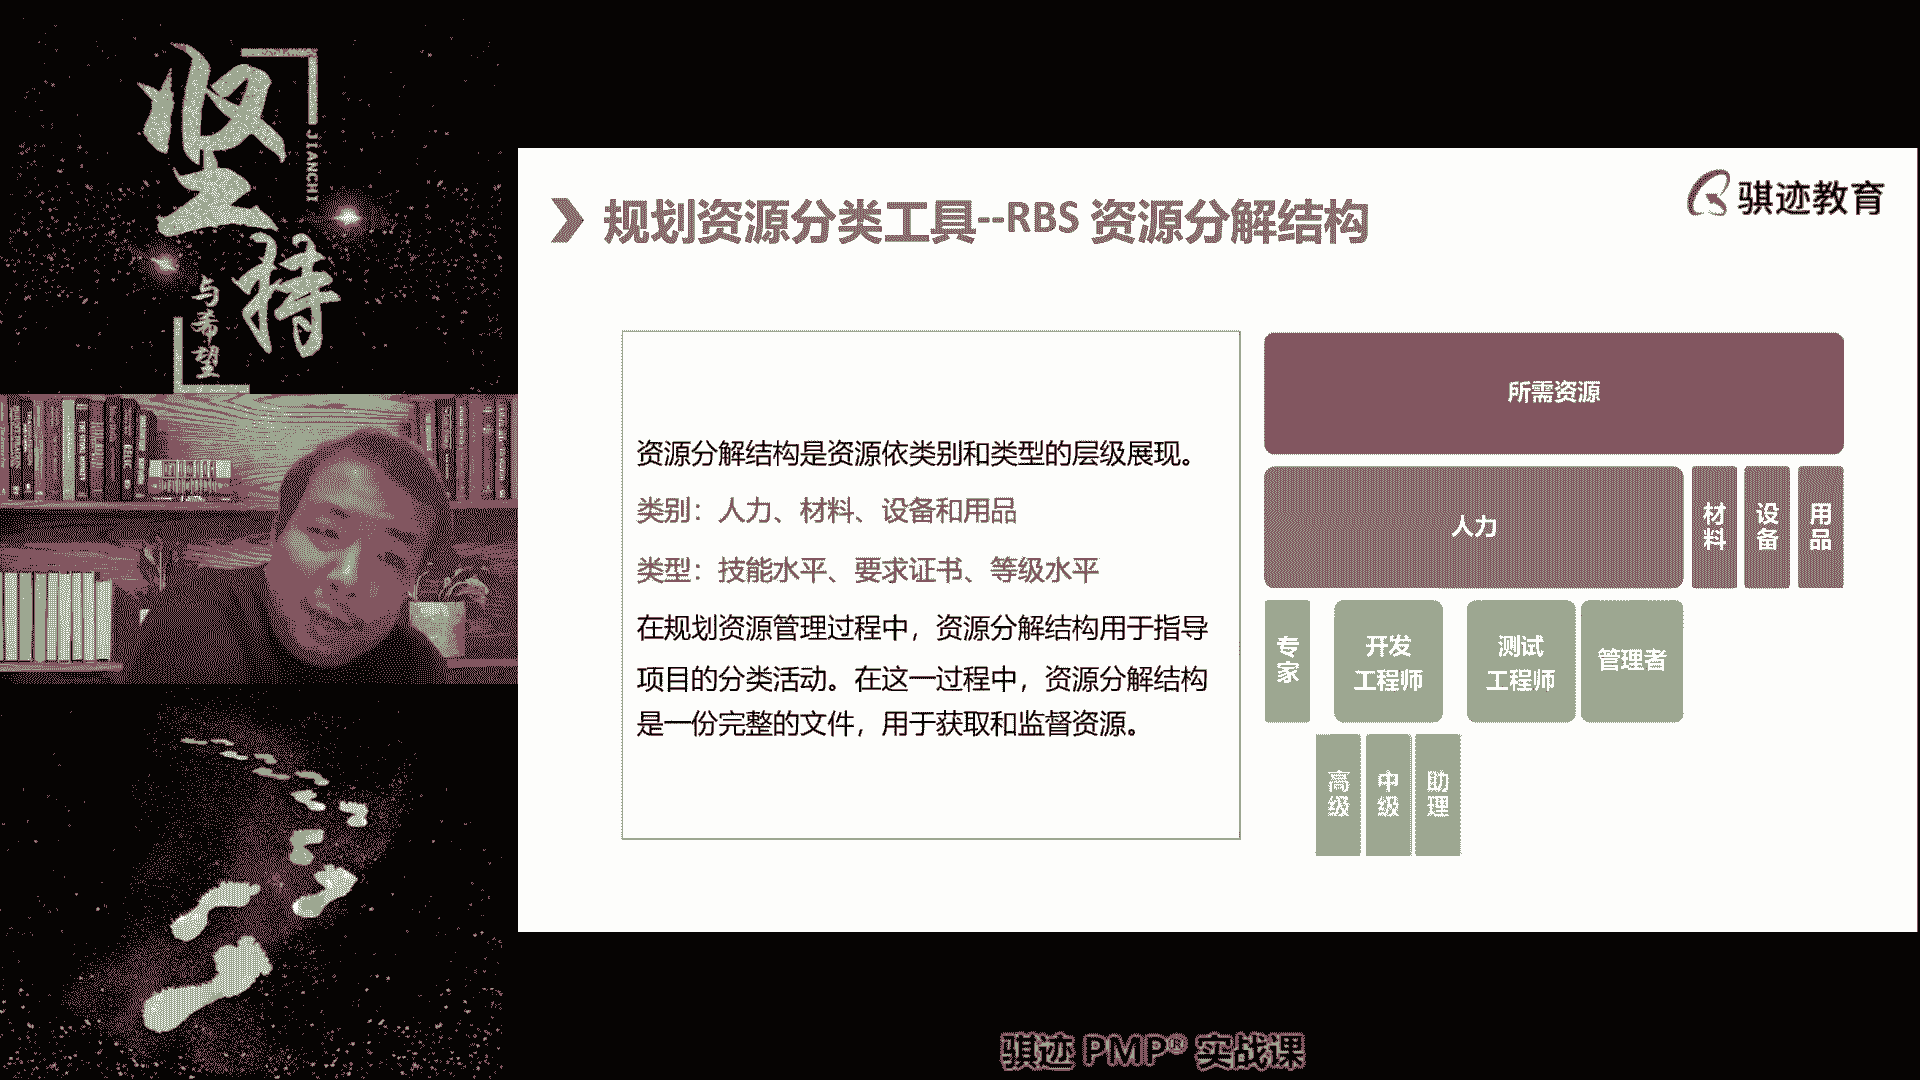 坚持
JIANCHI
与希望
规划资源分类工具--RBS 资源分解结构
骐迹教育
资源分解结构是资源依类别和类型的层级展现。
类别：人力、材料、设备和用品
类型：技能水平、要求证书、等级水平
在规划资源管理过程中，资源分解结构用于指导
项目的分类活动。在这一过程中，资源分解结构
是一份完整的文件，用于获取和监督资源。
所需资源
人力
材料
设备
用品
专家
开发
工程师
测试
工程师
管理者
高级
中级
助理
骐迹 PMP® 实战课